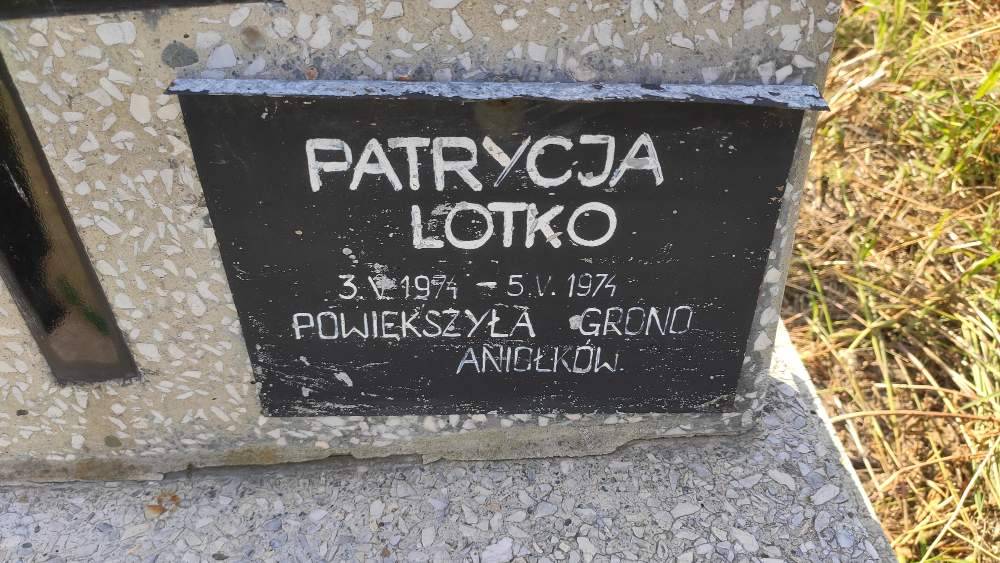 PATRYCJA
LOTKO
3.V.1974 – 5.V.1974
POWIĘKSZYŁA GRONO
ANIOŁKÓW.